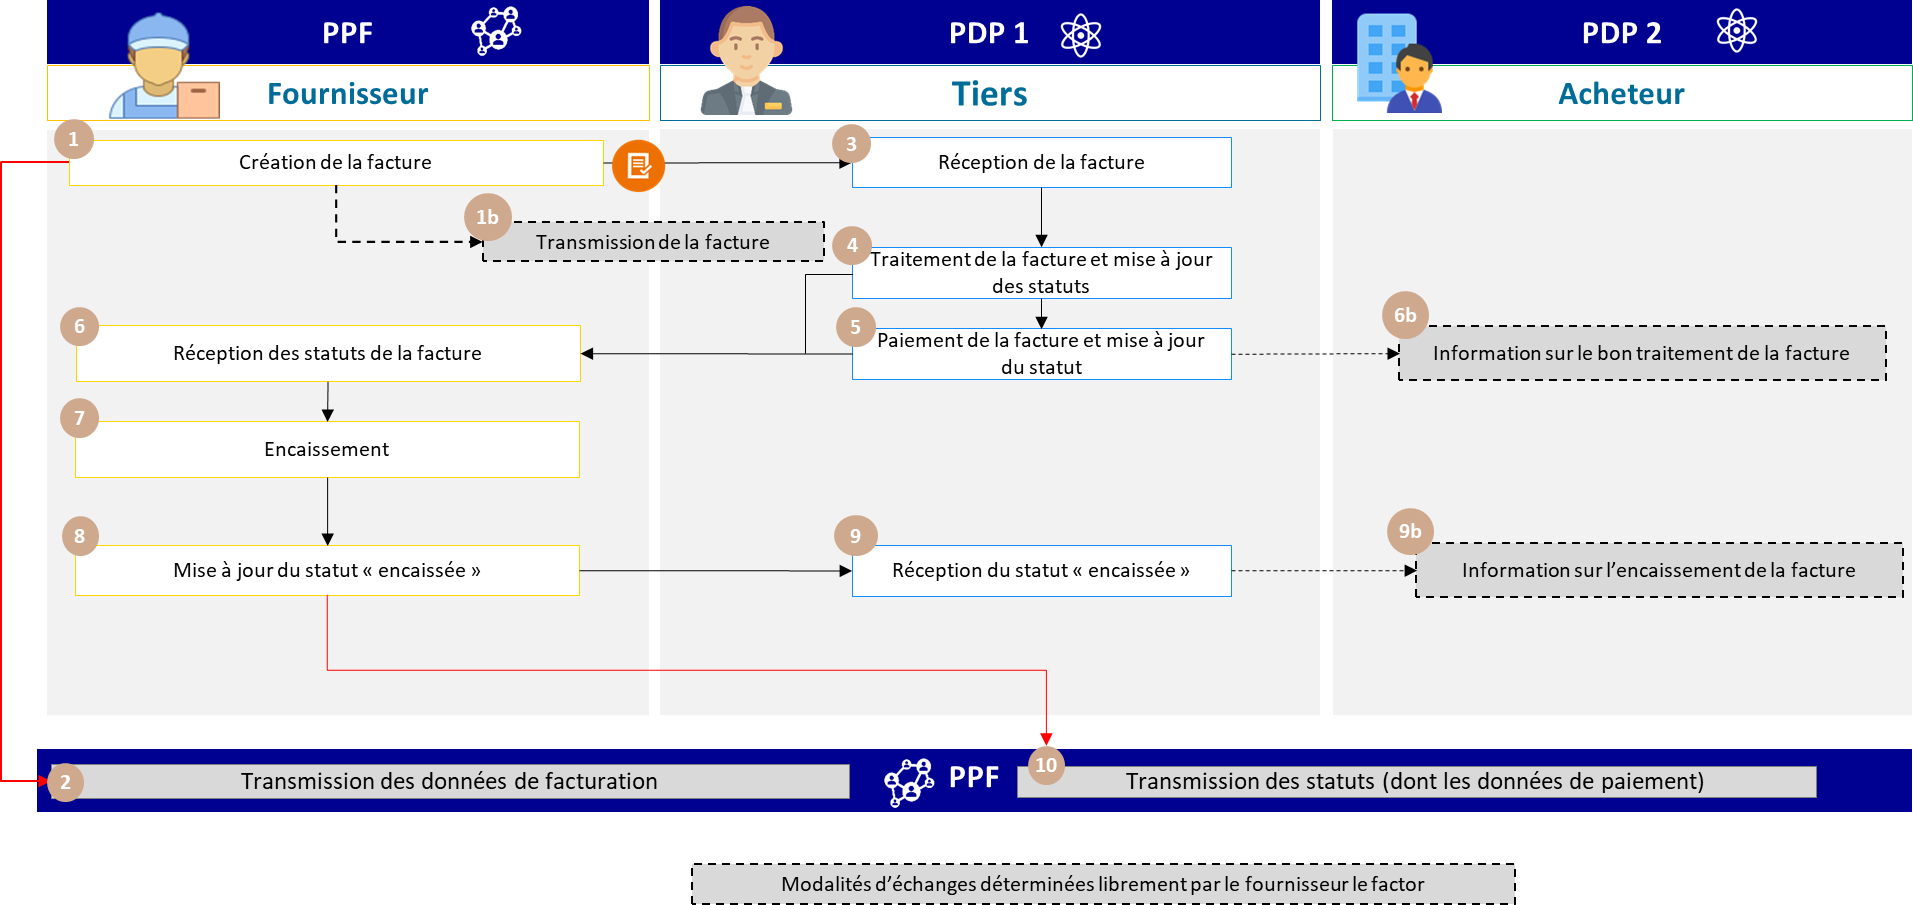 PPF
PDP 1
PDP 2
Fournisseur
Tiers
Acheteur
1
Création de la facture
3
Réception de la facture
1b
Transmission de la facture
4
Traitement de la facture et mise à jour
des statuts
5
Paiement de la facture et mise à jour
du statut
6
Réception des statuts de la facture
6b
Information sur le bon traitement de la facture
7
Encaissement
8
Mise à jour du statut « encaissée »
9
Réception du statut « encaissée »
9b
Information sur l’encaissement de la facture
2
Transmission des données de facturation
PPF
10
Transmission des statuts (dont les données de paiement)
Modalités d’échanges déterminées librement par le fournisseur le factor